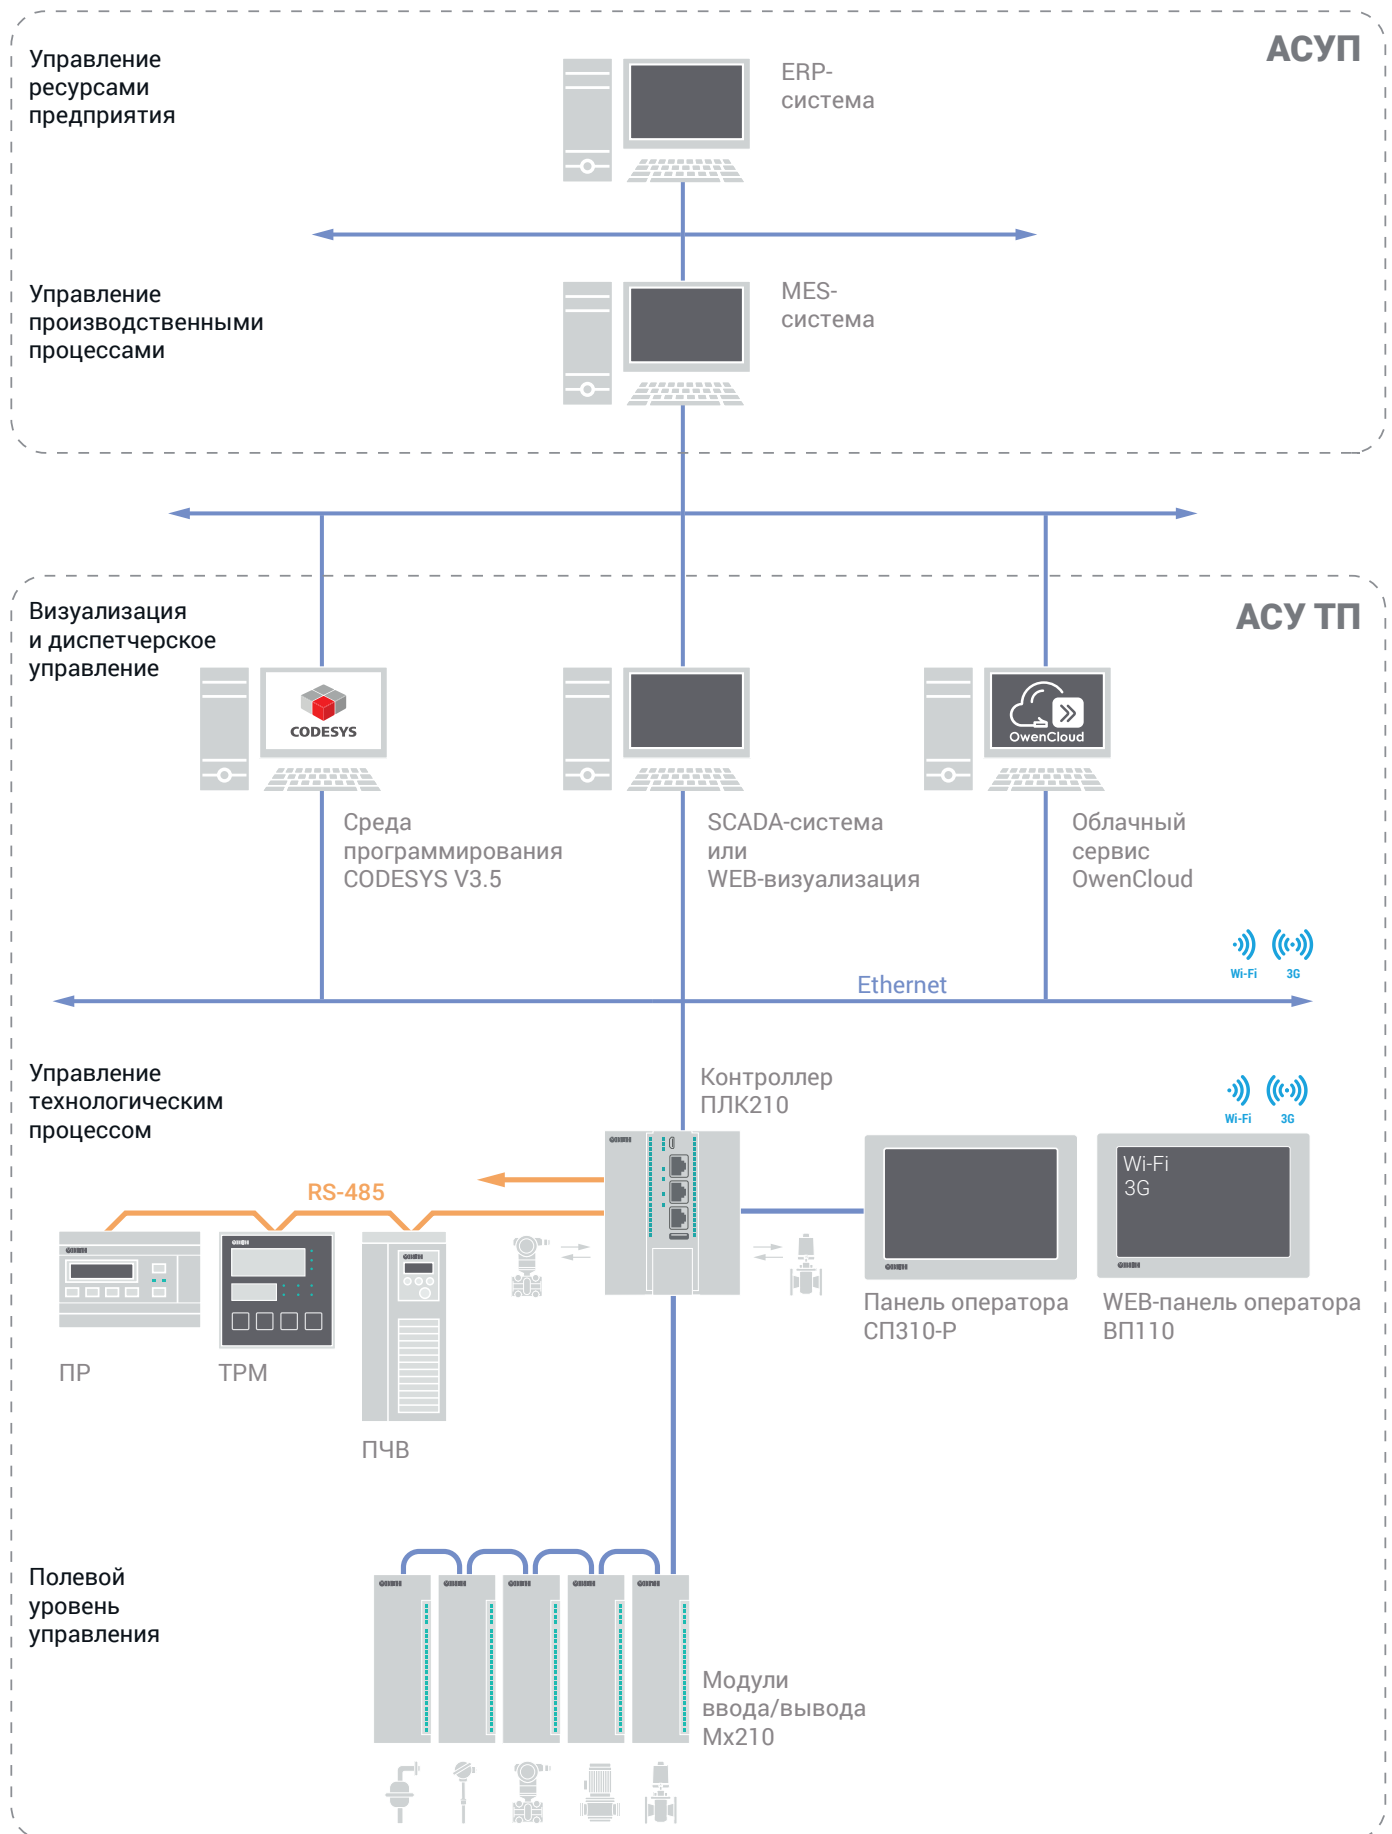 АСУП
Управление
ресурсами
предприятия
ERP-
система
Управление
производственными
процессами
MES-
система
АСУ ТП
Визуализация
и диспетчерское
управление
CODESYS
OwenCloud
Среда
программирования
CODESYS V3.5
SCADA-система
или
WEB-визуализация
Облачный
сервис
OwenCloud
Wi-Fi
3G
Ethernet
Управление
технологическим
процессом
Контроллер
ПЛК210
Wi-Fi
3G
Wi-Fi
3G
RS-485
Панель оператора
СП310-Р
WEB-панель оператора
ВП110
ПР
ТРМ
ПЧВ
Полевой
уровень
управления
Модули
ввода/вывода
Мх210